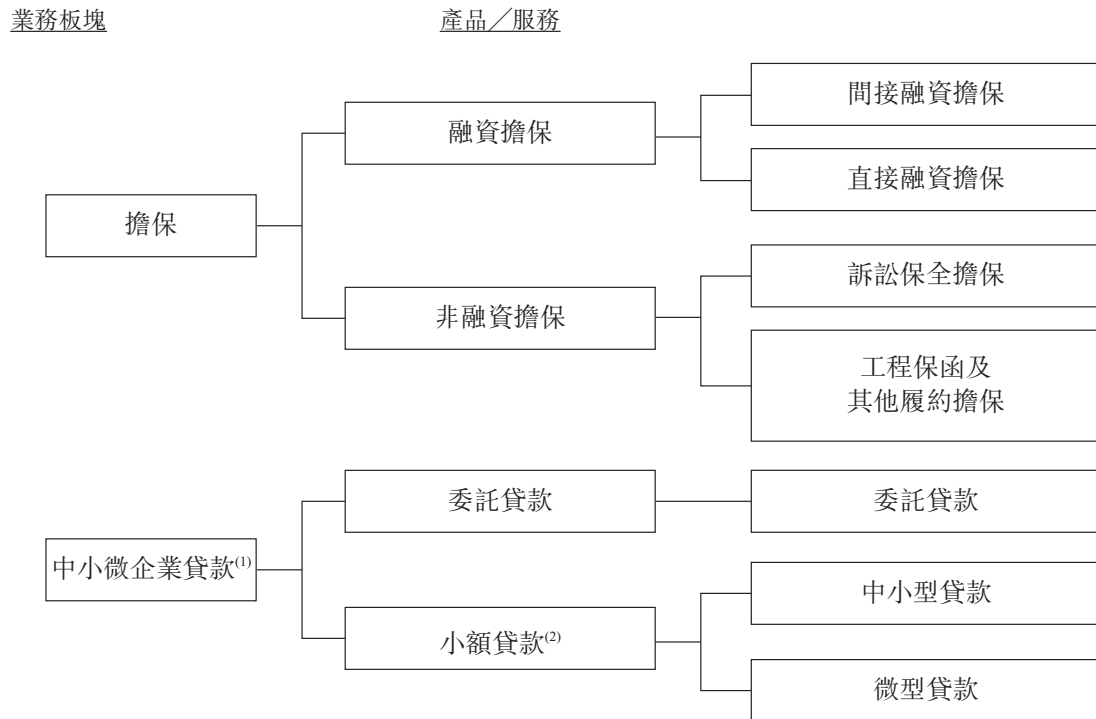 業務板塊
產品／服務
間接融資擔保
融資擔保
直接融資擔保
擔保
訴訟保全擔保
非融資擔保
工程保函及
其他履約擔保
委託貸款
委託貸款
中小微企業貸款(1)
中小型貸款
小額貸款(2)
微型貸款